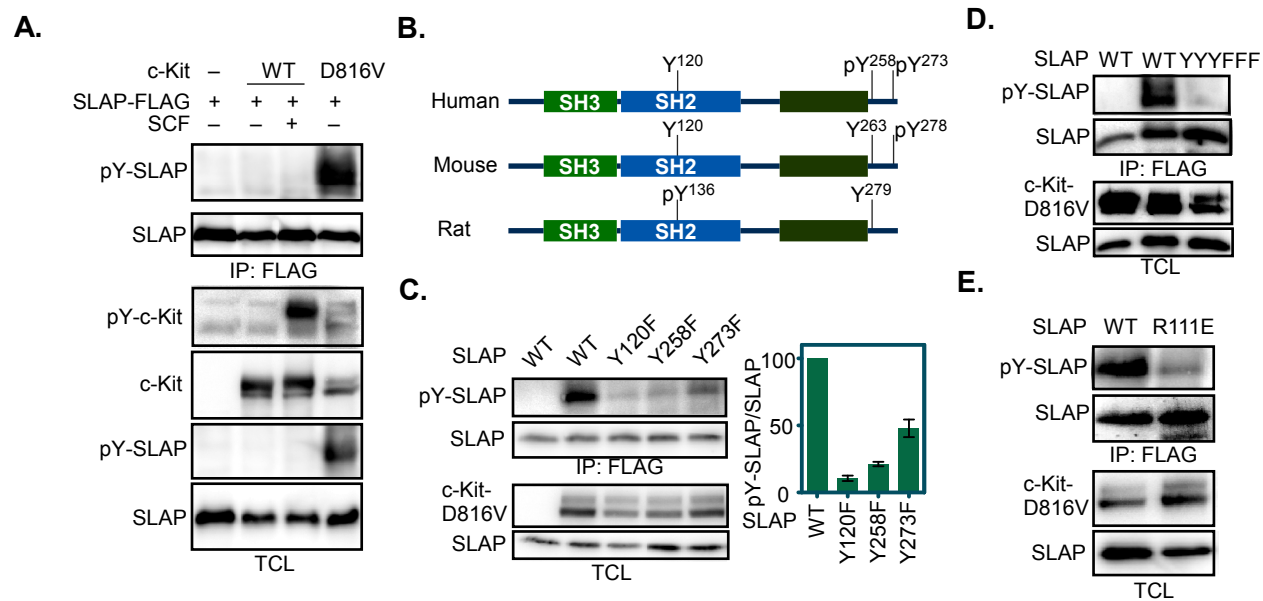 A.
c-Kit – WT D816V
SLAP-FLAG + + + +
SCF – – + –
pY-SLAP
SLAP
IP: FLAG
pY-c-Kit
c-Kit
pY-SLAP
SLAP
TCL
B.
Y120 pY258 pY273
Human SH3 SH2
Y120 Y263 pY278
Mouse SH3 SH2
pY136 Y279
Rat SH3 SH2
C.
SLAP WT WT Y120F Y258F Y273F
pY-SLAP
SLAP
IP: FLAG
c-Kit-
D816V
SLAP
TCL
pY-SLAP/SLAP
100
50
0
SLAP WT Y120F Y258F Y273F
D.
SLAP WT WT YYYFFF
pY-SLAP
SLAP
IP: FLAG
c-Kit-
D816V
SLAP
TCL
E.
SLAP WT R111E
pY-SLAP
SLAP
IP: FLAG
c-Kit-
D816V
SLAP
TCL